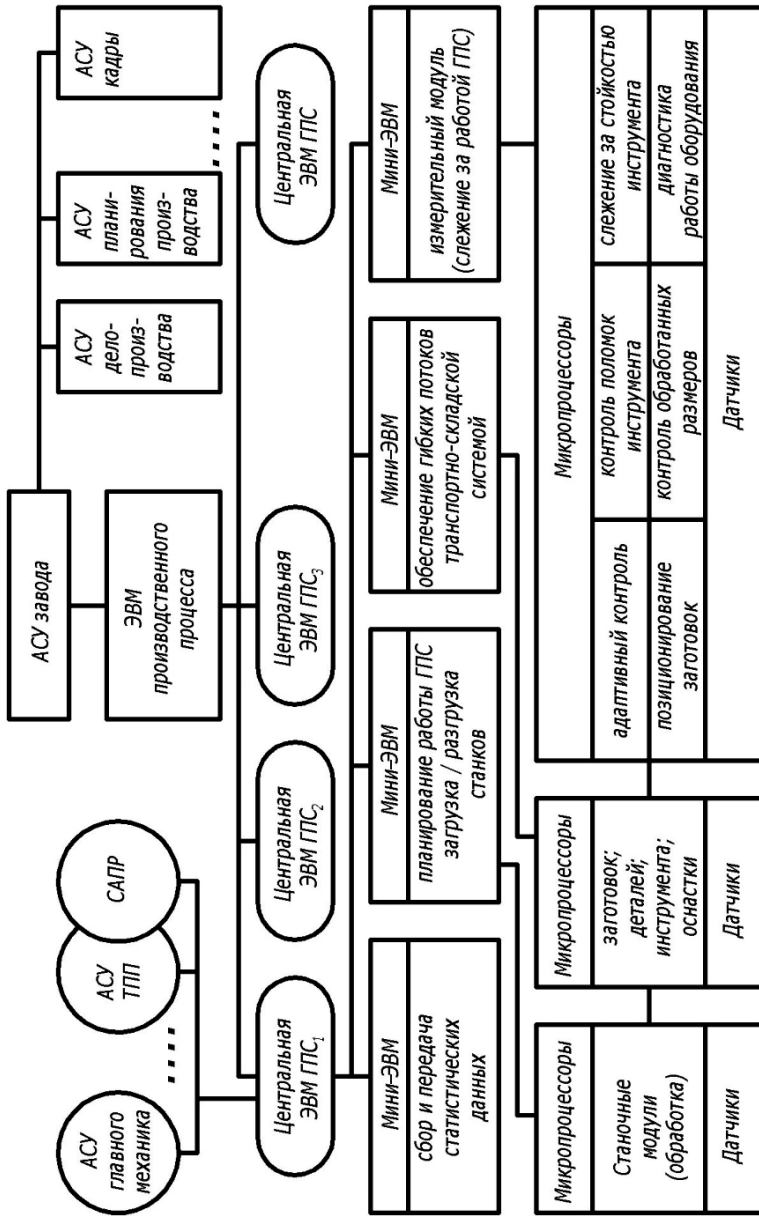 АСУ завода
АСУ
дело-
произ-
водства
АСУ
плани-
рования
произ-
водства
АСУ
кадры
ЭВМ
производственного
процесса
АСУ
главного
механика
АСУ
ТПП
САПР
Центральная
ЭВМ ГПС₁
Центральная
ЭВМ ГПС₂
Центральная
ЭВМ ГПС₃
Центральная
ЭВМ ГПС
Мини-ЭВМ
сбор и передача
статистических
данных
Мини-ЭВМ
планирование работы ГПС
загрузка / разгрузка
станков
Мини-ЭВМ
обеспечение гибких потоков
транспортно-складской
системой
Мини-ЭВМ
измерительный модуль
(слежение за работой ГПС)
Микропроцессоры
Станочные
модули
(обработка)
Датчики
Микропроцессоры
заготовок;
деталей;
инструмента;
оснастки
Датчики
Микропроцессоры
адаптивный контроль
контроль поломок
инструмента
слежение за стойкостью
инструмента
позиционирование
заготовок
контроль обработанных
размеров
диагностика
работы оборудования
Датчики